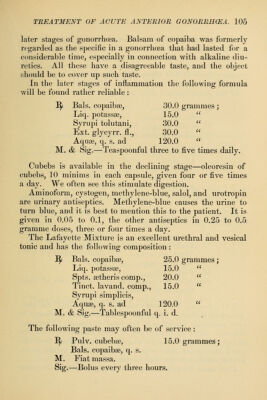 TREATMENT OF ACUTE ANTERIOR GONORRHŒA. 105
later stages of gonorrhœa. Balsam of copaiba was formerly
regarded as the specific in a gonorrhœa that had lasted for a
considerable time, especially in connection with alkaline diu-
retics. All these have a disagreeable taste, and the object
should be to cover up such taste.
In the later stages of inflammation the following formula
will be found rather reliable:
℞ Bals. copaibæ, 30.0 grammes;
Liq. potassæ, 15.0 “
Syrupi tolutani, 30.0 “
Ext. glycyrr. fl., 30.0 “
Aquæ, q. s. ad 120.0 “
M. & Sig.—Teaspoonful three to five times daily.
Cubebs is available in the declining stage—oleoresin of
cubebs, 10 minims in each capsule, given four or five times
a day. We often see this stimulate digestion.
Aminoform, cystogen, methylene-blue, salol, and urotropin
are urinary antiseptics. Methylene-blue causes the urine to
turn blue, and it is best to mention this to the patient. It is
given in 0.05 to 0.1, the other antiseptics in 0.25 to 0.5
gramme doses, three or four times a day.
The Lafayette Mixture is an excellent urethral and vesical
tonic and has the following composition:
℞ Bals. copaibæ, 25.0 grammes;
Liq. potassæ, 15.0 “
Spts. ætheris comp., 20.0 “
Tinct. lavand. comp., 15.0 “
Syrupi simplicis,
Aquæ, q. s. ad 120.0 “
M. & Sig.—Tablespoonful q. i. d.
The following paste may often be of service:
℞ Pulv. cubebæ, 15.0 grammes;
Bals. copaibæ, q. s.
M. Fiat massa.
Sig.—Bolus every three hours.